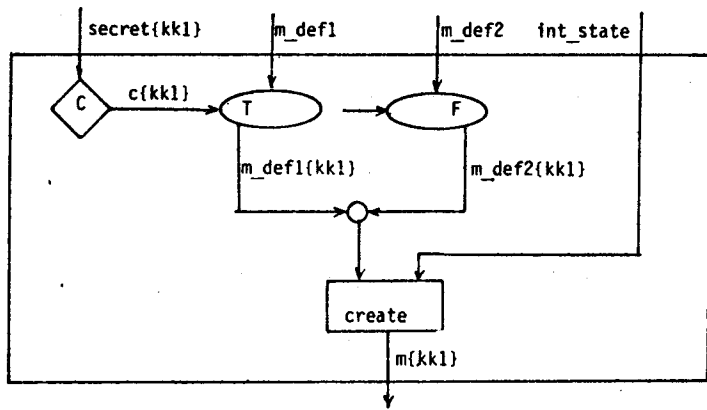 secret{kk1}
m_def1
m_def2
int_state
C
c{kk1}
T
F
m_def1{kk1}
m_def2{kk1}
create
m{kk1}